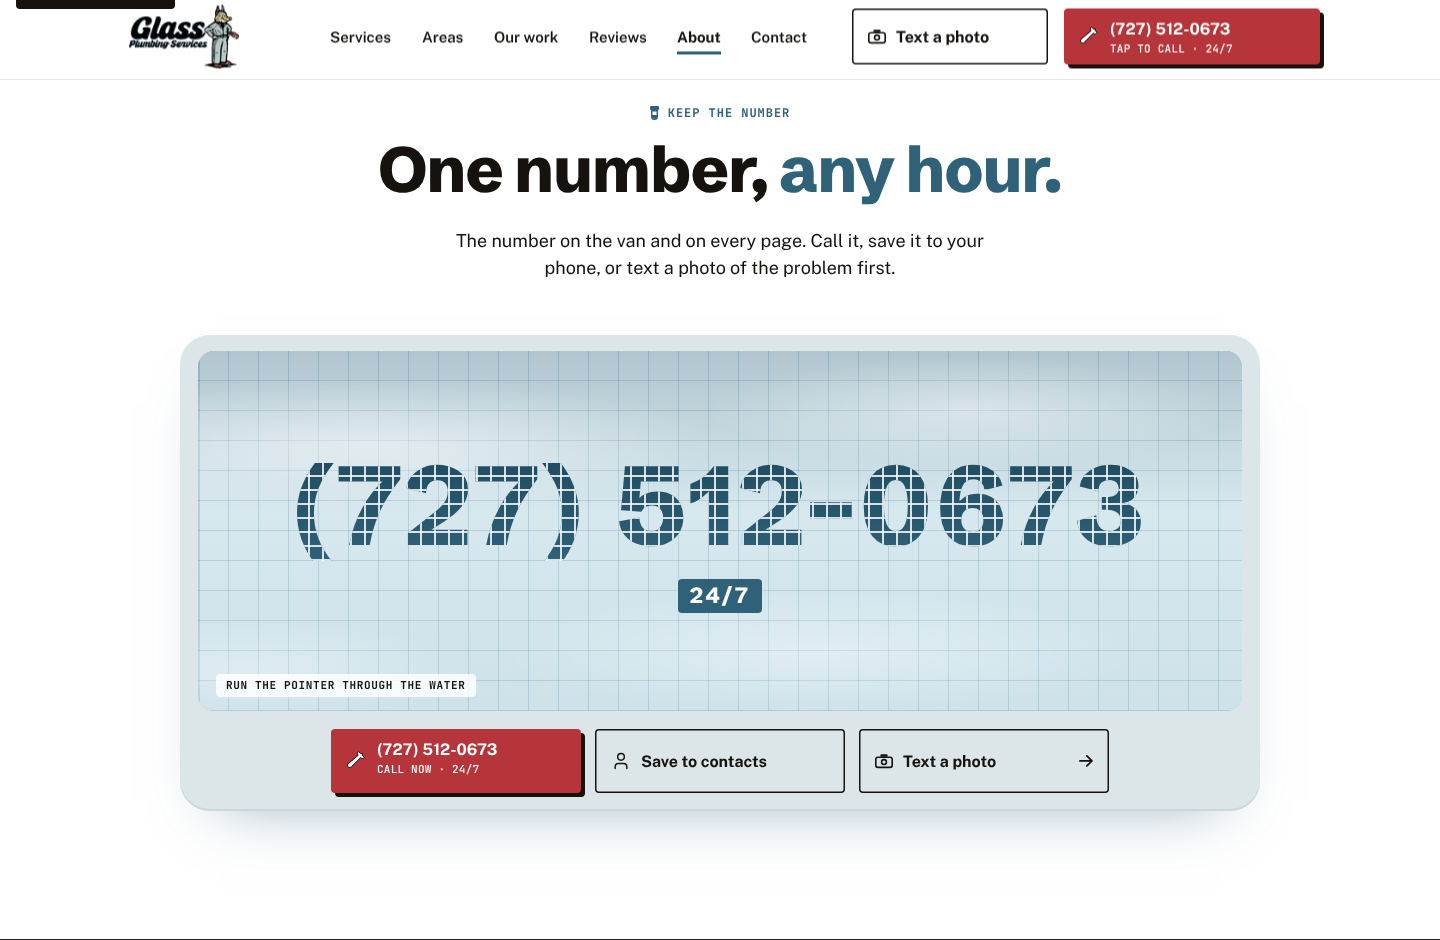 Glass
Plumbing Services
Services
Areas
Our work
Reviews
About
Contact
Text a photo
(727) 512-0673
TAP TO CALL · 24/7
KEEP THE NUMBER
One number, any hour.
The number on the van and on every page. Call it, save it to your
phone, or text a photo of the problem first.
(727) 512-0673
24/7
RUN THE POINTER THROUGH THE WATER
(727) 512-0673
CALL NOW · 24/7
Save to contacts
Text a photo